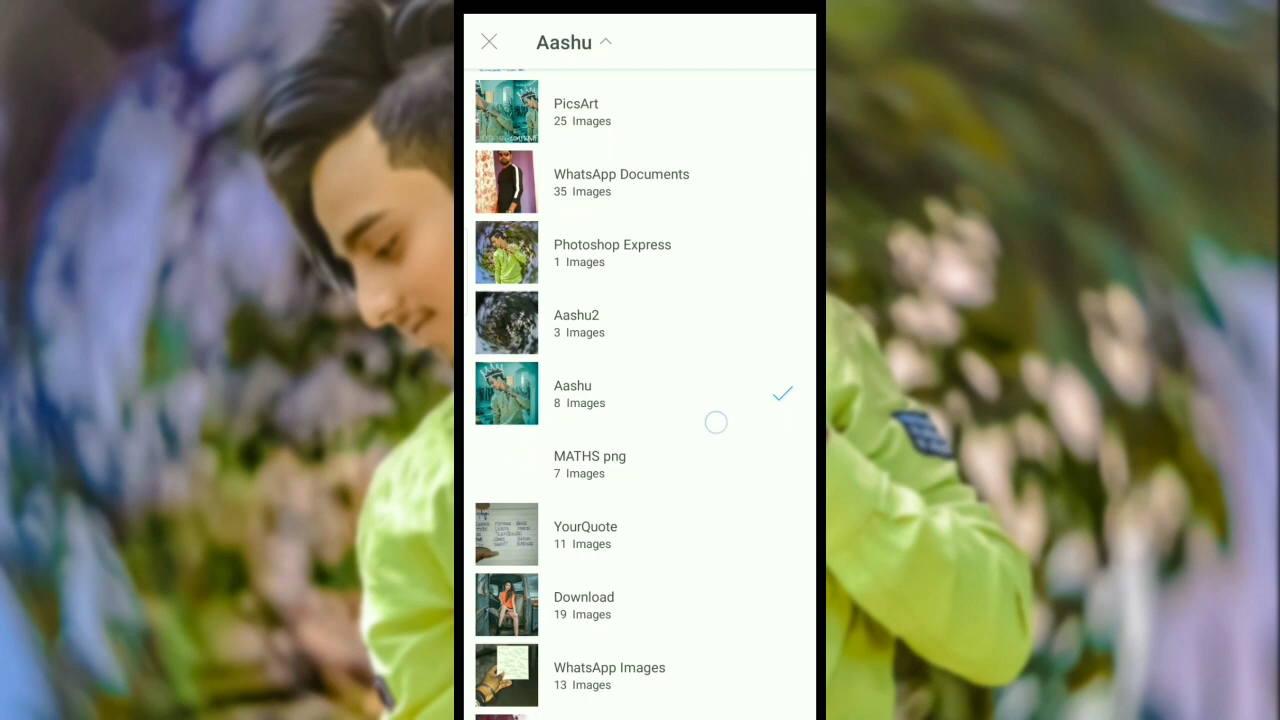 Aashu
PicsArt
25 Images
WhatsApp Documents
35 Images
Photoshop Express
1 Images
Aashu2
3 Images
Aashu
8 Images
MATHS png
7 Images
YourQuote
11 Images
Download
19 Images
WhatsApp Images
13 Images